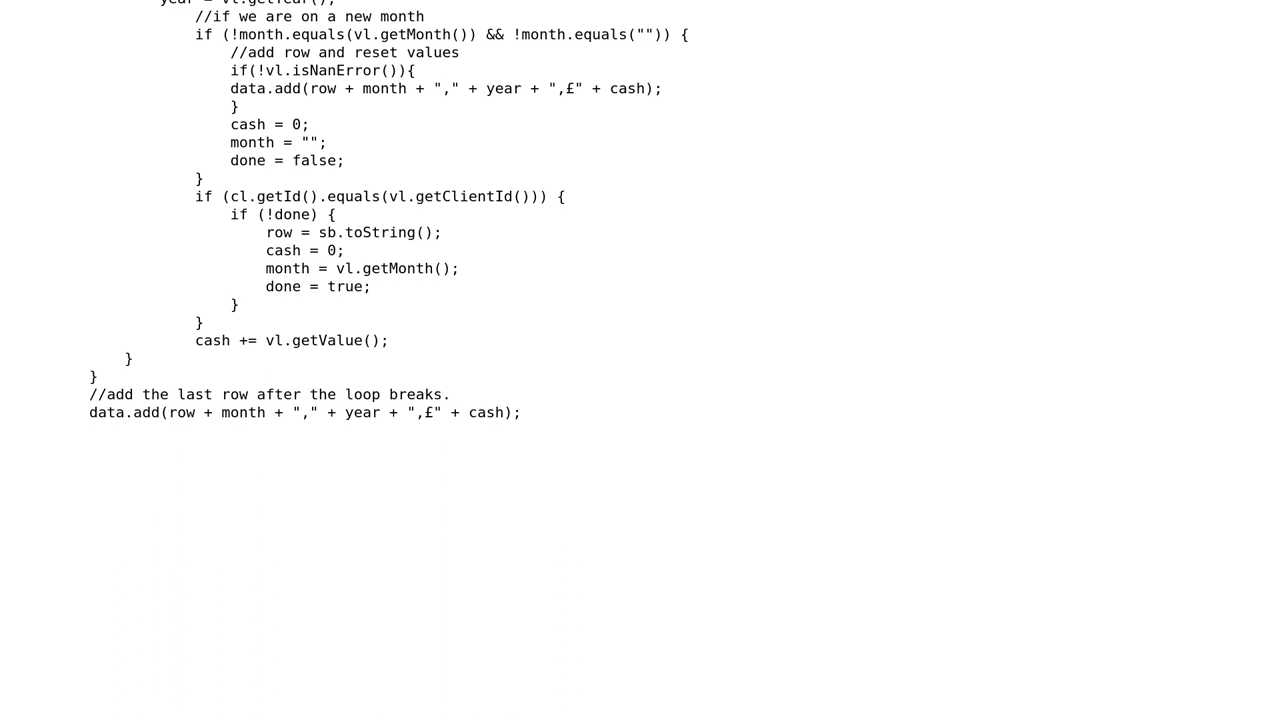 year = vl.getYear();
//if we are on a new month
if (!month.equals(vl.getMonth()) && !month.equals("")) {
//add row and reset values
if(!vl.isNanError()){
data.add(row + month + "," + year + ",£" + cash);
}
cash = 0;
month = "";
done = false;
}
if (cl.getId().equals(vl.getClientId())) {
if (!done) {
row = sb.toString();
cash = 0;
month = vl.getMonth();
done = true;
}
}
cash += vl.getValue();
}
}
//add the last row after the loop breaks.
data.add(row + month + "," + year + ",£" + cash);